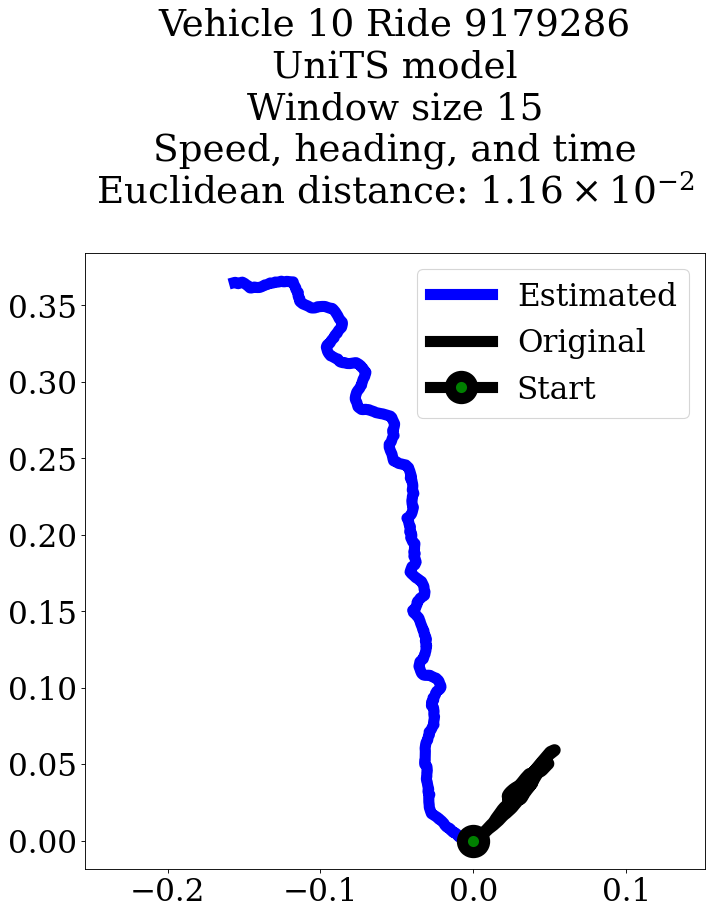 Vehicle 10 Ride 9179286
UniTS model
Window size 15
Speed, heading, and time
Euclidean distance: 1.16 × 10⁻²
Estimated
Original
Start
0.35
0.30
0.25
0.20
0.15
0.10
0.05
0.00
−0.2 −0.1 0.0 0.1